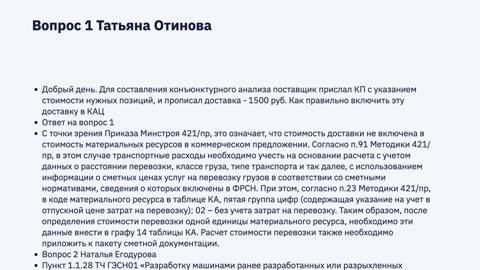 Вопрос 1 Татьяна Отинова
• Добрый день. Для составления конъюнктурного анализа поставщик прислал КП с указанием
стоимости нужных позиций, и прописал доставка - 1500 руб. Как правильно включить эту
доставку в КАЦ
• Ответ на вопрос 1
• С точки зрения Приказа Минстроя 421/пр, это означает, что стоимость доставки не включена в
стоимость материальных ресурсов в коммерческом предложении. Согласно п.91 Методики 421/
пр, в этом случае транспортные расходы необходимо учесть на основании расчета с учетом
данных о расстоянии перевозки, классе груза, типе транспорта и так далее, с использованием
информации о сметных ценах услуг на перевозку грузов в соответствии со сметными
нормативами, сведения о которых включены в ФРСН. При этом, согласно п.23 Методики 421/пр,
в коде материального ресурса в таблице КА, пятая группа цифр (содержащая указание на учет в
отпускной цене затрат на перевозку): 02 – без учета затрат на перевозку. Таким образом, после
определения стоимости перевозки одной единицы материального ресурса, необходимо эти
данные внести в графу 14 таблицы КА. Расчет стоимости перевозки также необходимо
приложить к пакету сметной документации.
• Вопрос 2 Наталья Егодурова
• Пункт 1.1.28 ТЧ ГЭСН01 «Разработку машинами ранее разработанных или разрыхленных